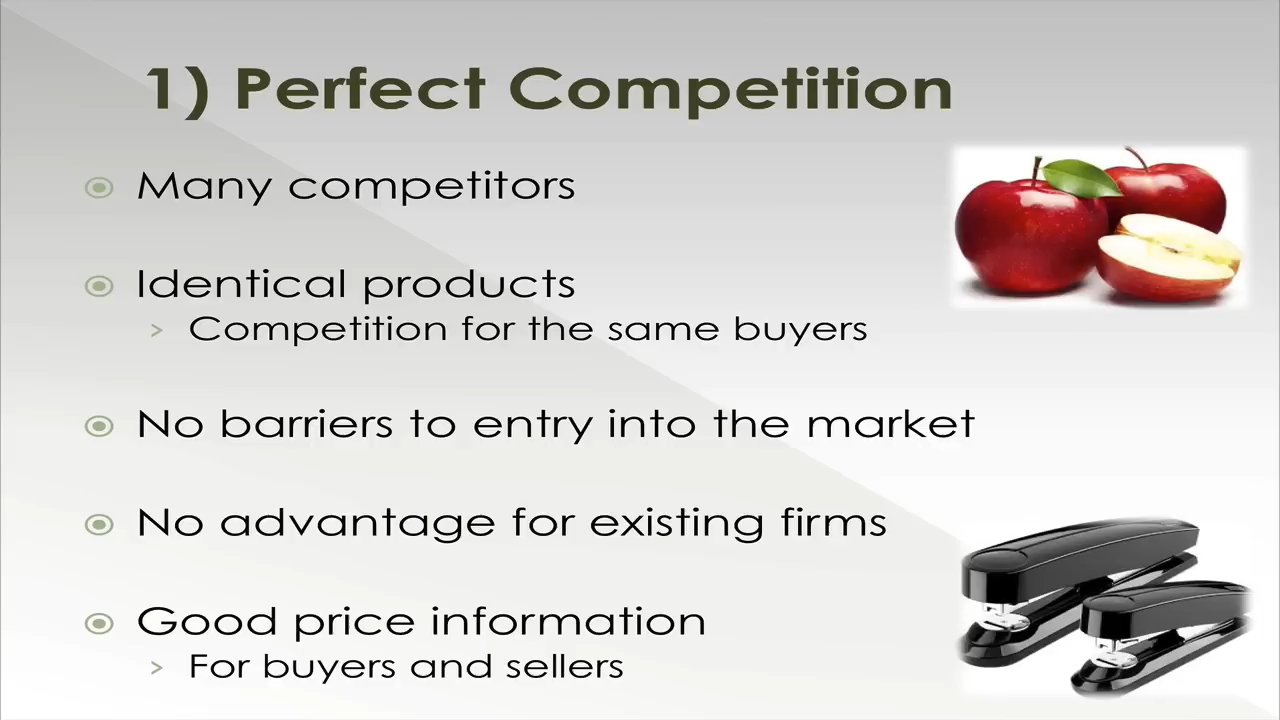 1) Perfect Competition
Many competitors
Identical products
Competition for the same buyers
No barriers to entry into the market
No advantage for existing firms
Good price information
For buyers and sellers